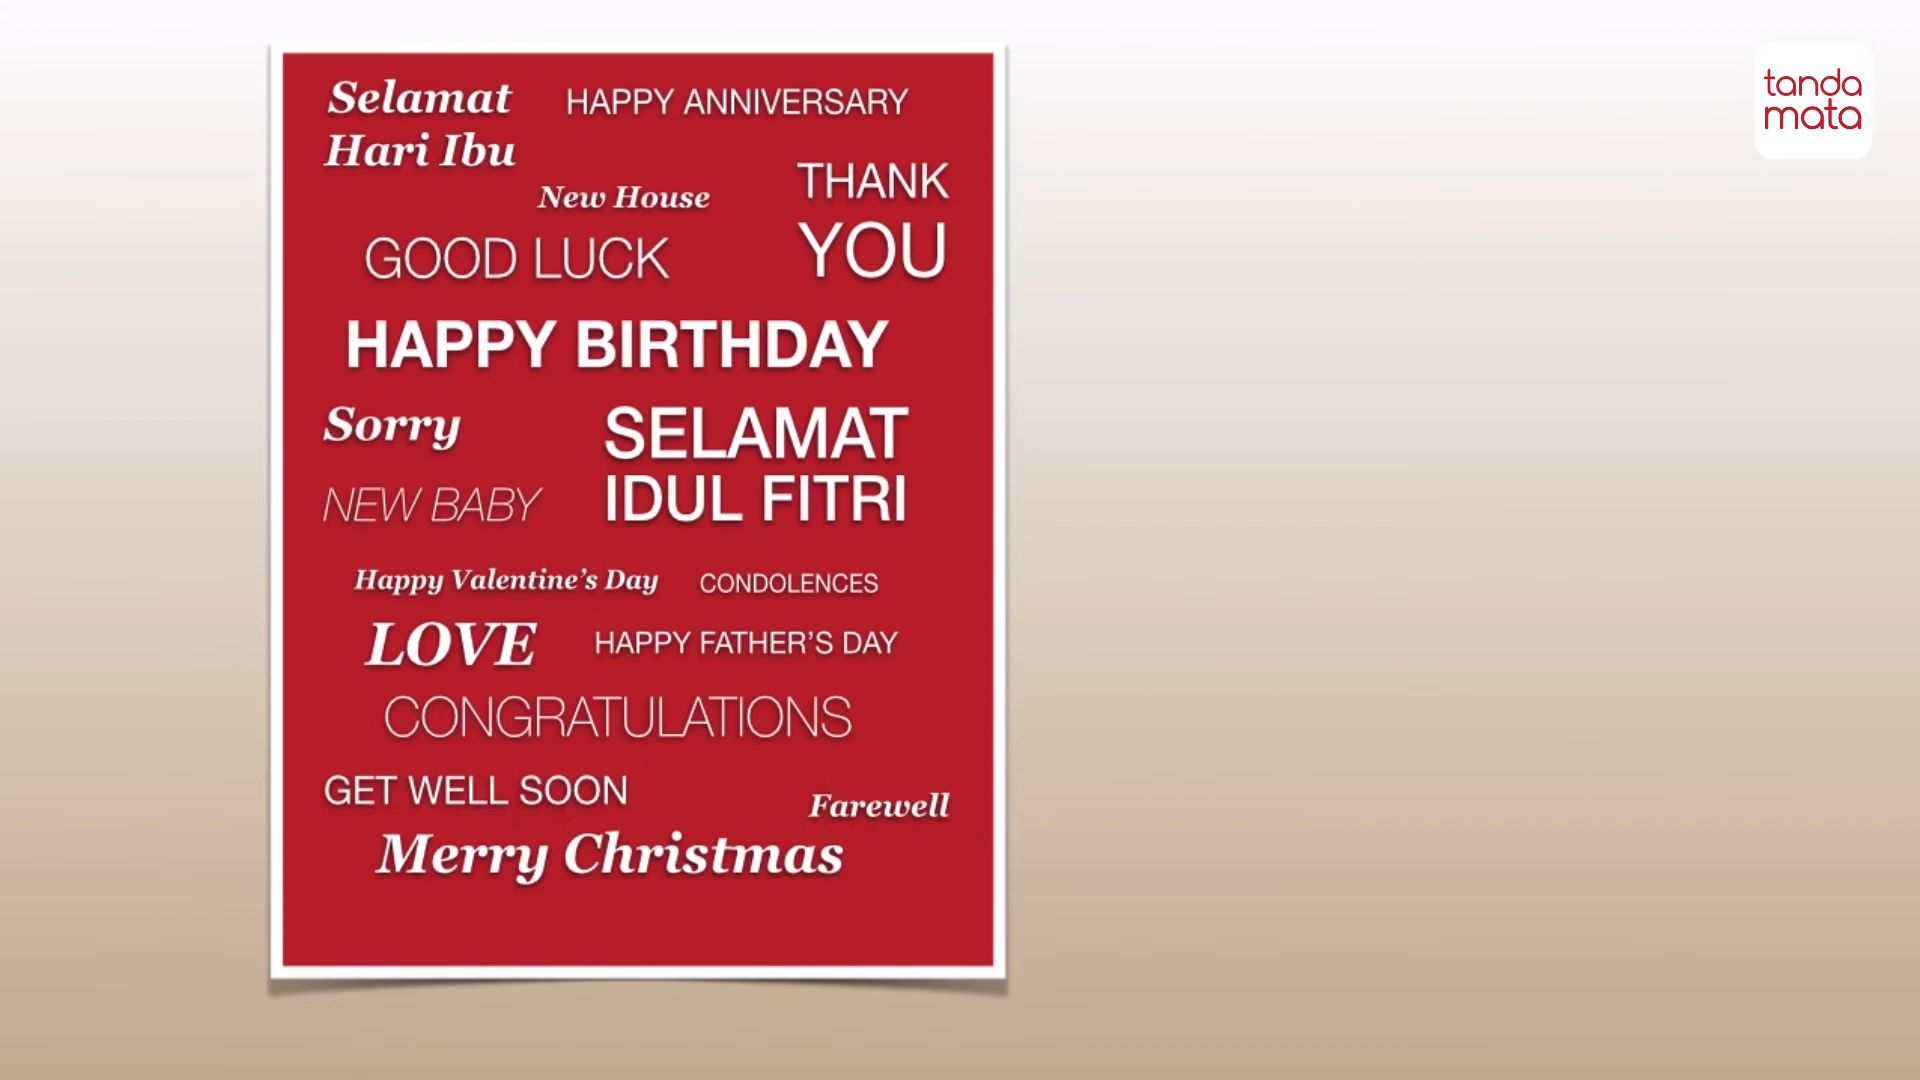 Selamat
Hari Ibu
HAPPY ANNIVERSARY
New House
THANK
YOU
GOOD LUCK
HAPPY BIRTHDAY
Sorry
SELAMAT
IDUL FITRI
NEW BABY
Happy Valentine’s Day
CONDOLENCES
LOVE
HAPPY FATHER’S DAY
CONGRATULATIONS
GET WELL SOON
Farewell
Merry Christmas
tanda
mata